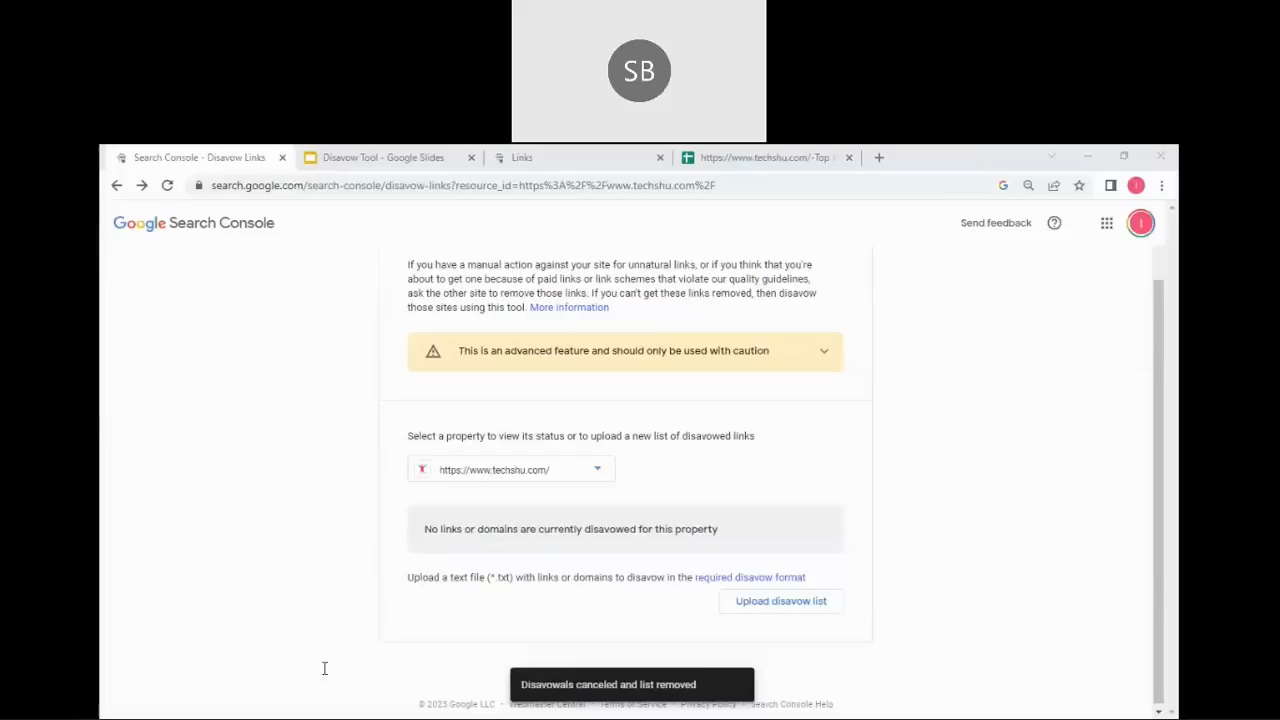 SB
Search Console - Disavow Links
Disavow Tool - Google Slides
Links
https://www.techshu.com/-Top
search.google.com/search-console/disavow-links?resource_id=https%3A%2F%2Fwww.techshu.com%2F
Google Search Console
Send feedback
I
If you have a manual action against your site for unnatural links, or if you think that you're
about to get one because of paid links or link schemes that violate our quality guidelines,
ask the other site to remove those links. If you can't get these links removed, then disavow
those sites using this tool. More information
This is an advanced feature and should only be used with caution
Select a property to view its status or to upload a new list of disavowed links
https://www.techshu.com/
No links or domains are currently disavowed for this property
Upload a text file (*.txt) with links or domains to disavow in the required disavow format
Upload disavow list
Disavowals canceled and list removed
© 2023 Google LLC · Webmaster Central · Terms of Service · Privacy Policy · Search Console Help